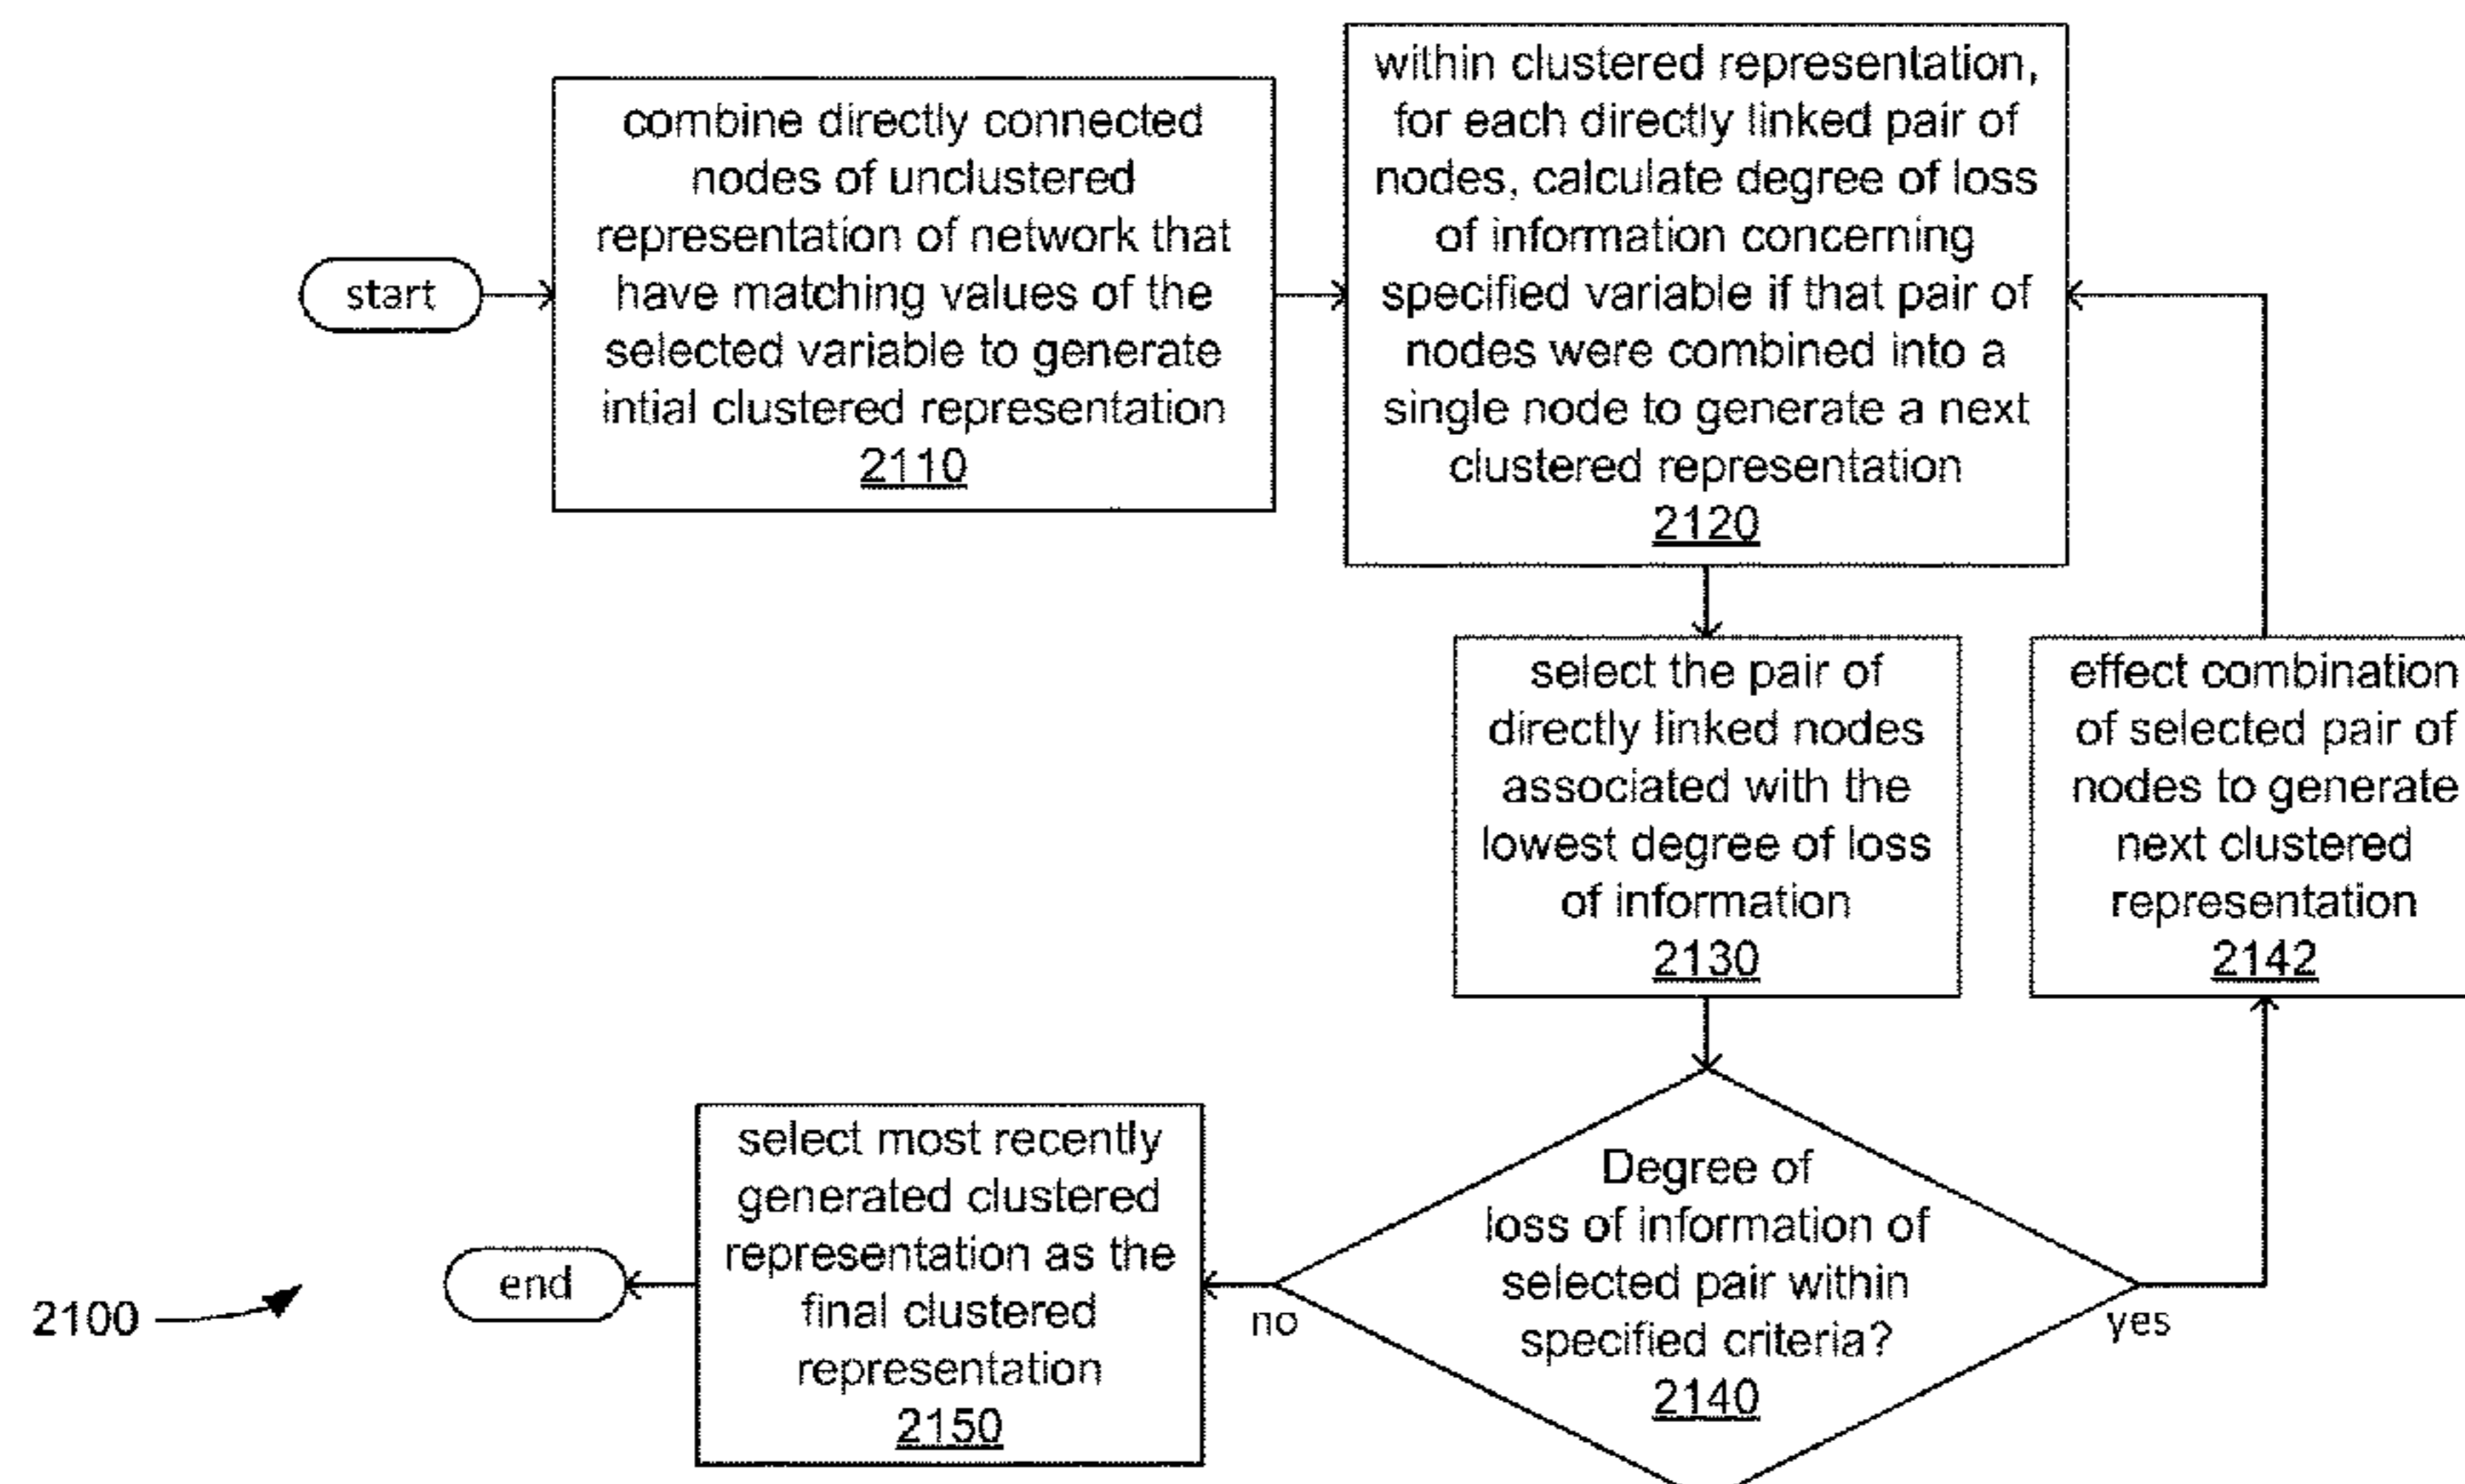 start
combine directly connected
nodes of unclustered
representation of network that
have matching values of the
selected variable to generate
intial clustered representation
2110
within clustered representation,
for each directly linked pair of
nodes, calculate degree of loss
of information concerning
specified variable if that pair of
nodes were combined into a
single node to generate a next
clustered representation
2120
select the pair of
directly linked nodes
associated with the
lowest degree of loss
of information
2130
effect combination
of selected pair of
nodes to generate
next clustered
representation
2142
Degree of
loss of information of
selected pair within
specified criteria?
2140
no
yes
select most recently
generated clustered
representation as the
final clustered
representation
2150
end
2100